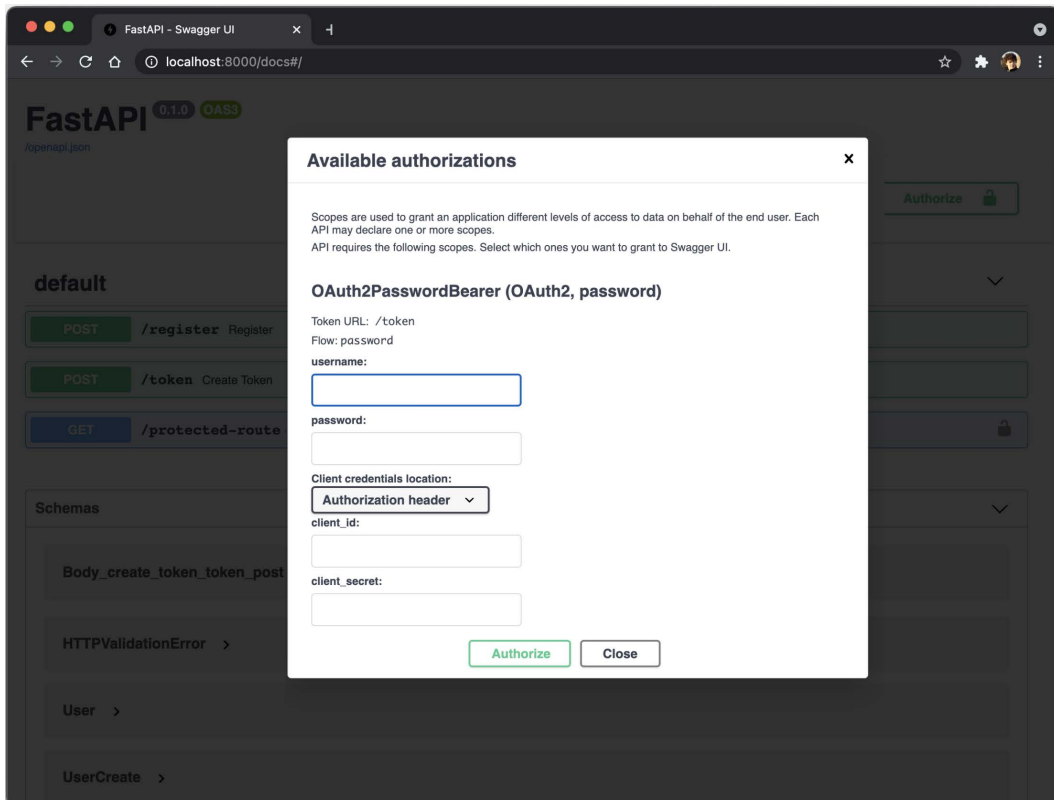 FastAPI - Swagger UI
localhost:8000/docs#/
FastAPI 0.1.0 OAS3
/openapi.json
Authorize
default
POST /register Register
POST /token Create Token
GET /protected-route
Schemas
Body_create_token_token_post
HTTPValidationError
User
UserCreate
Available authorizations
Scopes are used to grant an application different levels of access to data on behalf of the end user. Each
API may declare one or more scopes.
API requires the following scopes. Select which ones you want to grant to Swagger UI.
OAuth2PasswordBearer (OAuth2, password)
Token URL: /token
Flow: password
username:
password:
Client credentials location:
Authorization header
client_id:
client_secret:
Authorize
Close